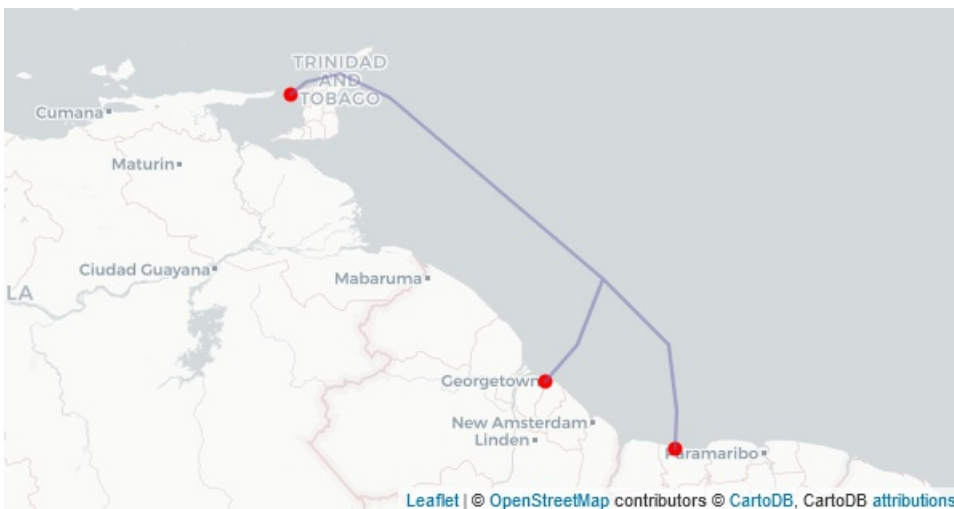 TRINIDAD
AND
TOBAGO
Cumana
Maturin
Ciudad Guayana
LA
Mabaruma
Georgetown
New Amsterdam
Linden
Paramaribo
Leaflet | © OpenStreetMap contributors © CartoDB, CartoDB attributions